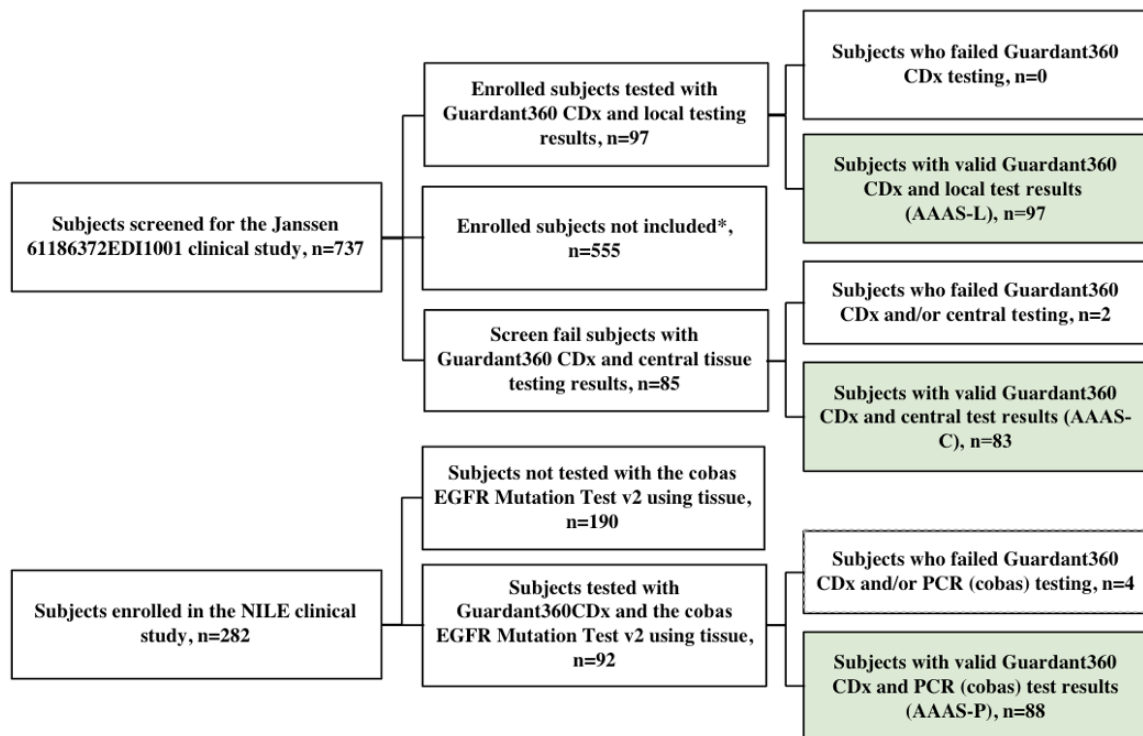 Subjects screened for the Janssen
61186372EDI1001 clinical study, n=737
Enrolled subjects tested with
Guardant360 CDx and local testing
results, n=97
Enrolled subjects not included*,
n=555
Screen fail subjects with
Guardant360 CDx and central tissue
testing results, n=85
Subjects who failed Guardant360
CDx testing, n=0
Subjects with valid Guardant360
CDx and local test results
(AAAS-L), n=97
Subjects who failed Guardant360
CDx and/or central testing, n=2
Subjects with valid Guardant360
CDx and central test results (AAAS-
C), n=83
Subjects enrolled in the NILE clinical
study, n=282
Subjects not tested with the cobas
EGFR Mutation Test v2 using tissue,
n=190
Subjects tested with
Guardant360CDx and the cobas
EGFR Mutation Test v2 using tissue,
n=92
Subjects who failed Guardant360
CDx and/or PCR (cobas) testing, n=4
Subjects with valid Guardant360
CDx and PCR (cobas) test results
(AAAS-P), n=88